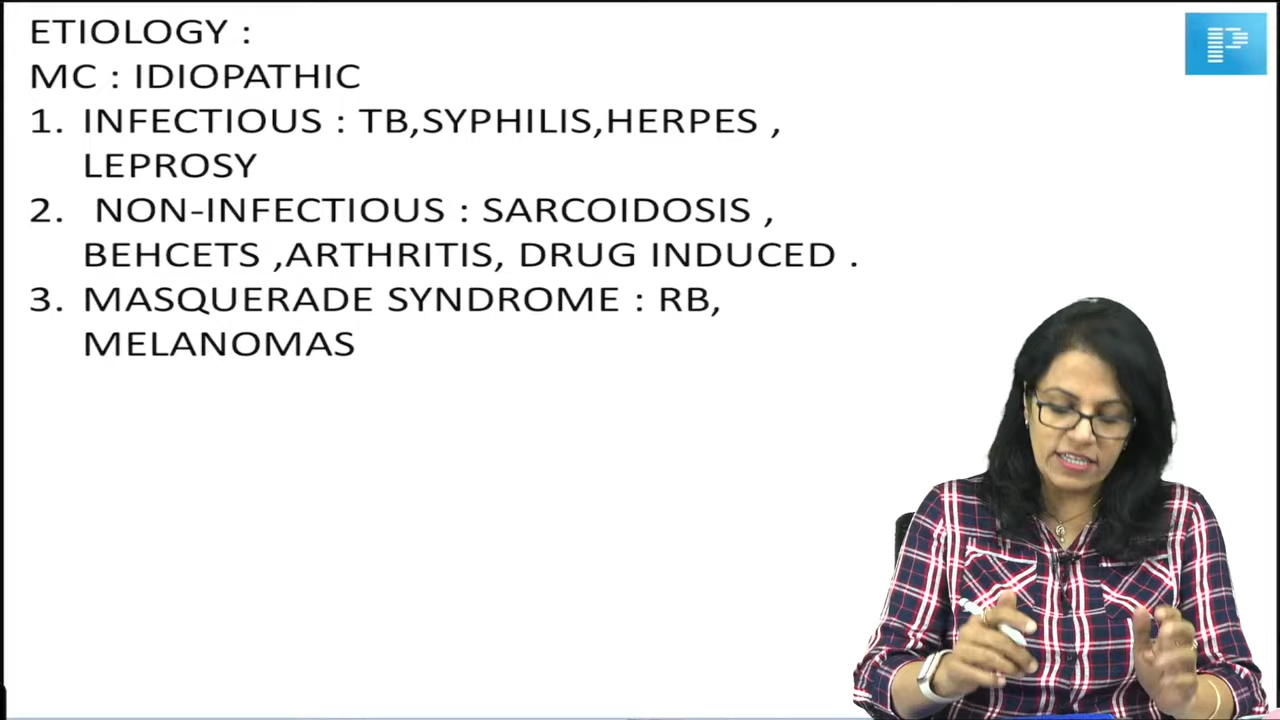 ETIOLOGY :
MC : IDIOPATHIC
1. INFECTIOUS : TB,SYPHILIS,HERPES ,
LEPROSY
2. NON-INFECTIOUS : SARCOIDOSIS ,
BEHCETS ,ARTHRITIS, DRUG INDUCED .
3. MASQUERADE SYNDROME : RB,
MELANOMAS
P